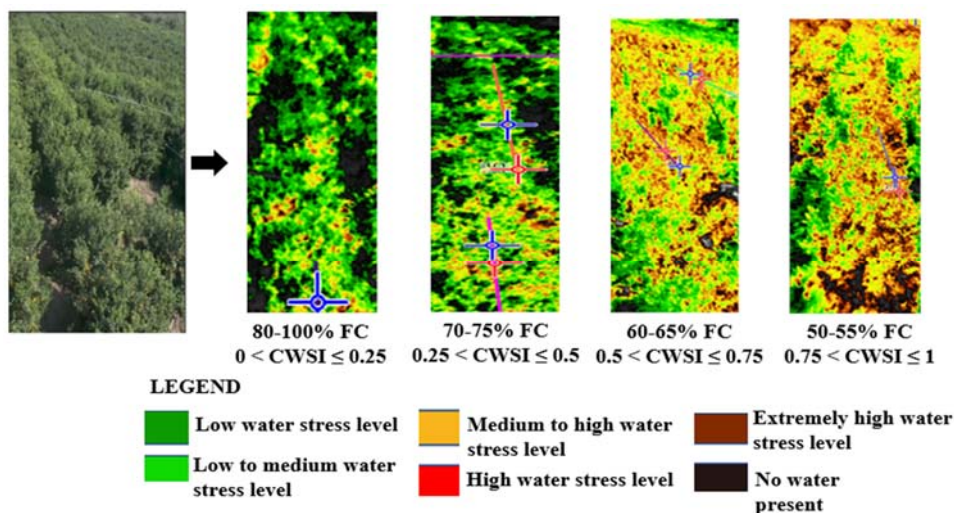 80-100% FC
0 < CWSI ≤ 0.25
70-75% FC
0.25 < CWSI ≤ 0.5
60-65% FC
0.5 < CWSI ≤ 0.75
50-55% FC
0.75 < CWSI ≤ 1
LEGEND
Low water stress level
Low to medium water
stress level
Medium to high water
stress level
High water stress level
Extremely high water
stress level
No water
present